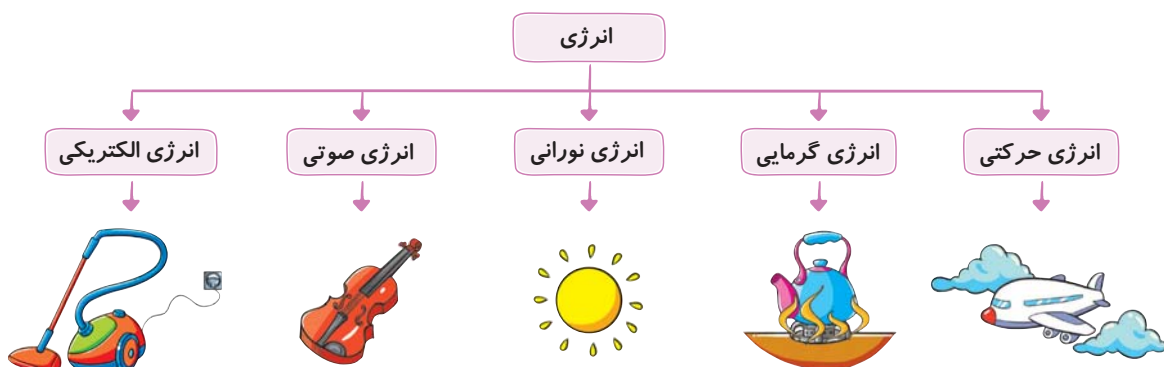 انرژی
انرژی حرکتی
انرژی گرمایی
انرژی نورانی
انرژی صوتی
انرژی الکتریکی